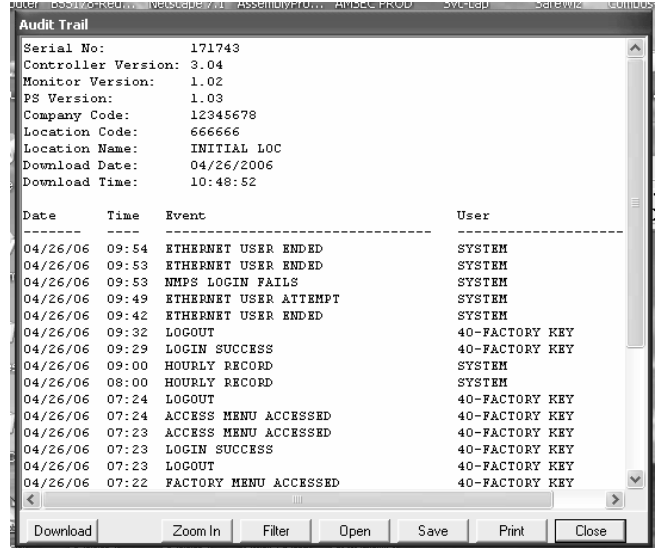 Netscape 7.1 AssemblyPro... AMSEC PROD Svc-Lap SafeWiz
Audit Trail
Serial No: 171743
Controller Version: 3.04
Monitor Version: 1.02
PS Version: 1.03
Company Code: 12345678
Location Code: 666666
Location Name: INITIAL LOC
Download Date: 04/26/2006
Download Time: 10:48:52
Date Time Event User
04/26/06 09:54 ETHERNET USER ENDED SYSTEM
04/26/06 09:53 ETHERNET USER ENDED SYSTEM
04/26/06 09:53 NMPS LOGIN FAILS SYSTEM
04/26/06 09:49 ETHERNET USER ATTEMPT SYSTEM
04/26/06 09:42 ETHERNET USER ENDED SYSTEM
04/26/06 09:32 LOGOUT 40-FACTORY KEY
04/26/06 09:29 LOGIN SUCCESS 40-FACTORY KEY
04/26/06 09:00 HOURLY RECORD SYSTEM
04/26/06 08:00 HOURLY RECORD SYSTEM
04/26/06 07:24 LOGOUT 40-FACTORY KEY
04/26/06 07:24 ACCESS MENU ACCESSED 40-FACTORY KEY
04/26/06 07:23 ACCESS MENU ACCESSED 40-FACTORY KEY
04/26/06 07:23 LOGIN SUCCESS 40-FACTORY KEY
04/26/06 07:23 LOGOUT 40-FACTORY KEY
04/26/06 07:22 FACTORY MENU ACCESSED 40-FACTORY KEY
Download Zoom In Filter Open Save Print Close